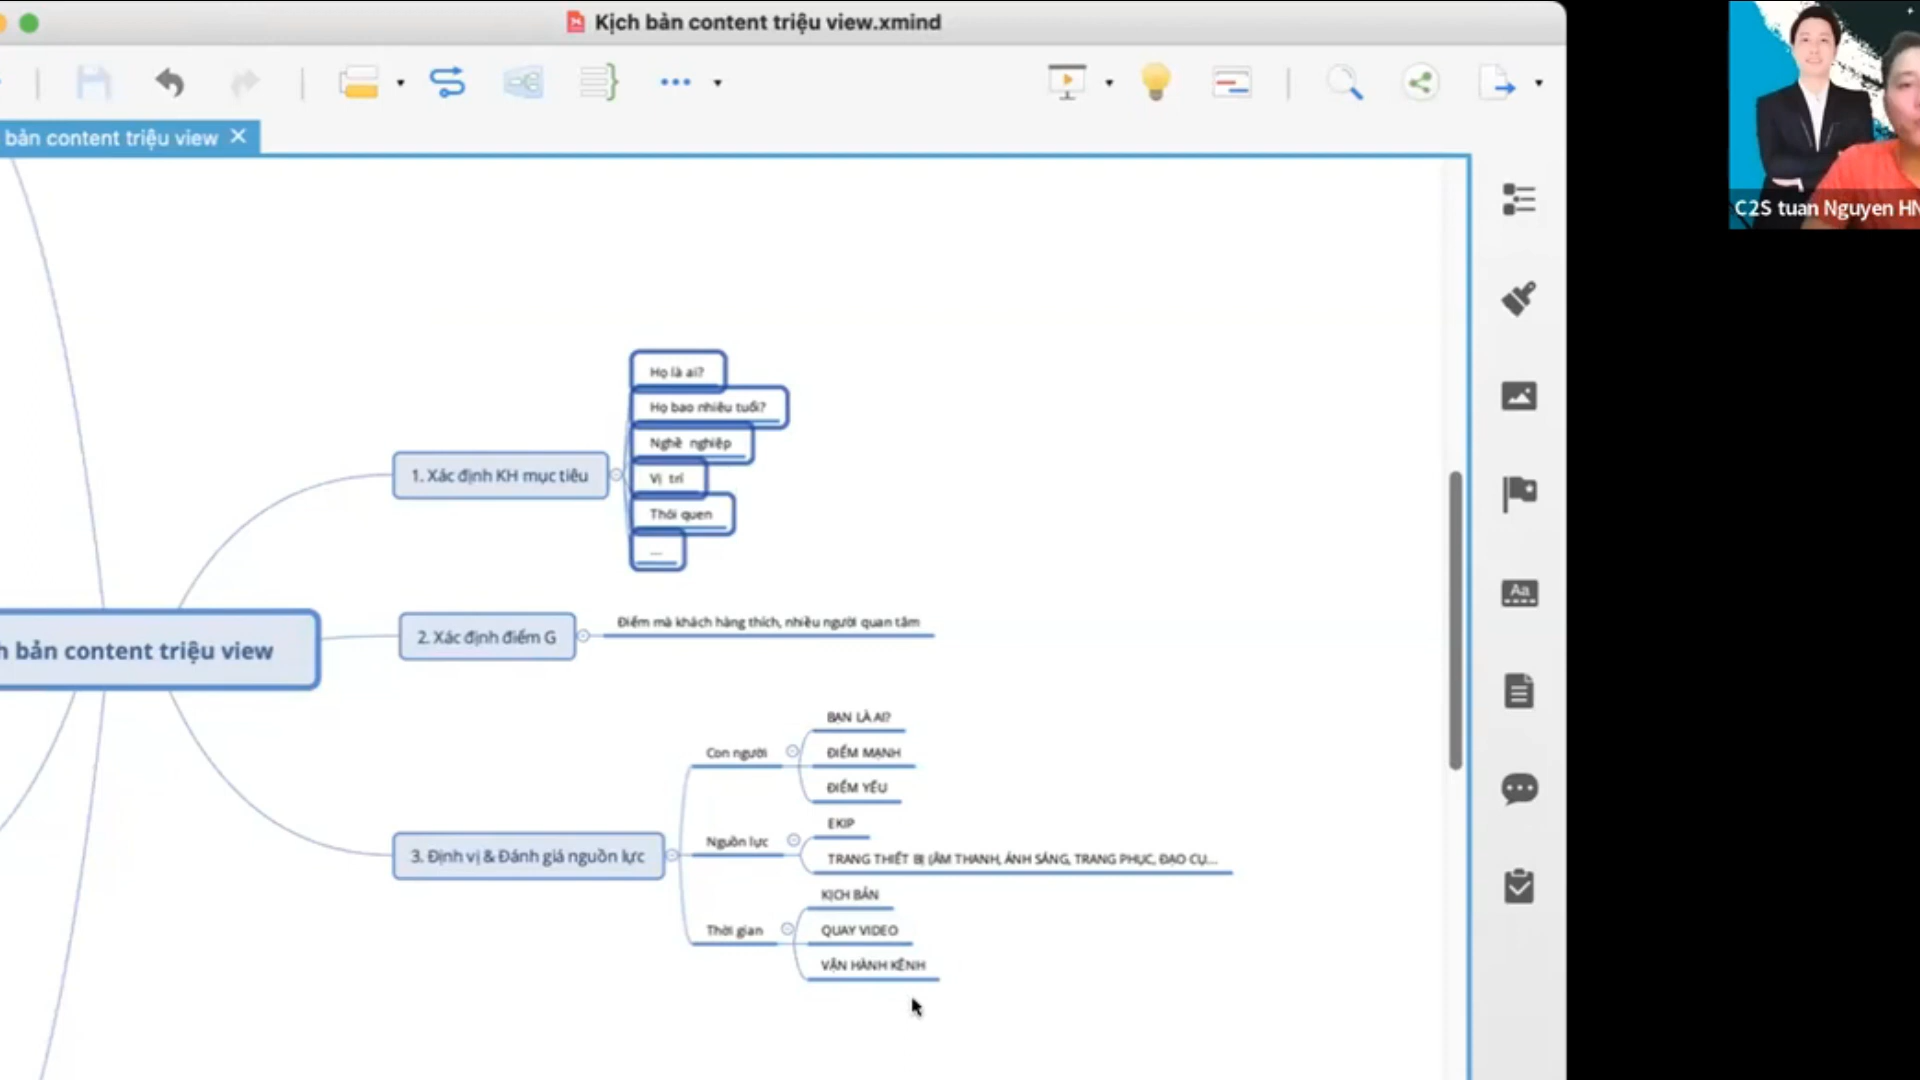 Kịch bản content triệu view.xmind
bản content triệu view
C2S tuan Nguyen HN
Họ là ai?
Họ bao nhiêu tuổi?
Nghề nghiệp
1. Xác định KH mục tiêu
Vị trí
Thói quen
...
2. Xác định điểm G
Điểm mà khách hàng thích, nhiều người quan tâm
h bản content triệu view
BẠN LÀ AI?
Con người
ĐIỂM MẠNH
ĐIỂM YẾU
EKIP
Nguồn lực
3. Định vị & Đánh giá nguồn lực
TRANG THIẾT BỊ (ÂM THANH, ÁNH SÁNG, TRANG PHỤC, ĐẠO CỤ...
KỊCH BẢN
Thời gian
QUAY VIDEO
VẬN HÀNH KÊNH
Aa